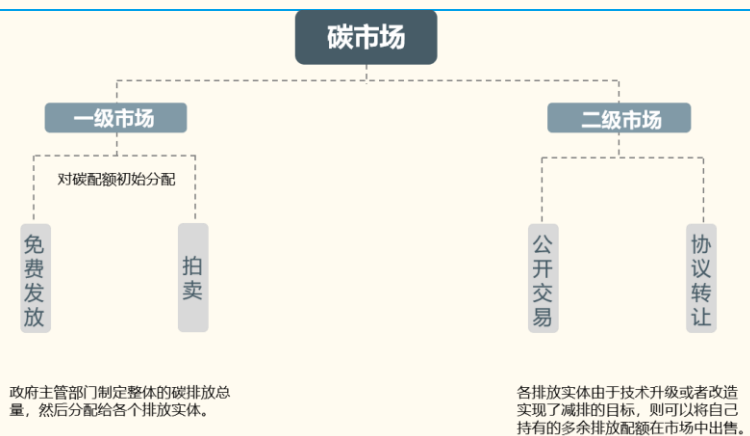 碳市场
一级市场
二级市场
对碳配额初始分配
免费发放
拍卖
公开交易
协议转让
政府主管部门制定整体的碳排放总
量，然后分配给各个排放实体。
各排放实体由于技术升级或者改造
实现了减排的目标，则可以将自己
持有的多余排放配额在市场中出售。